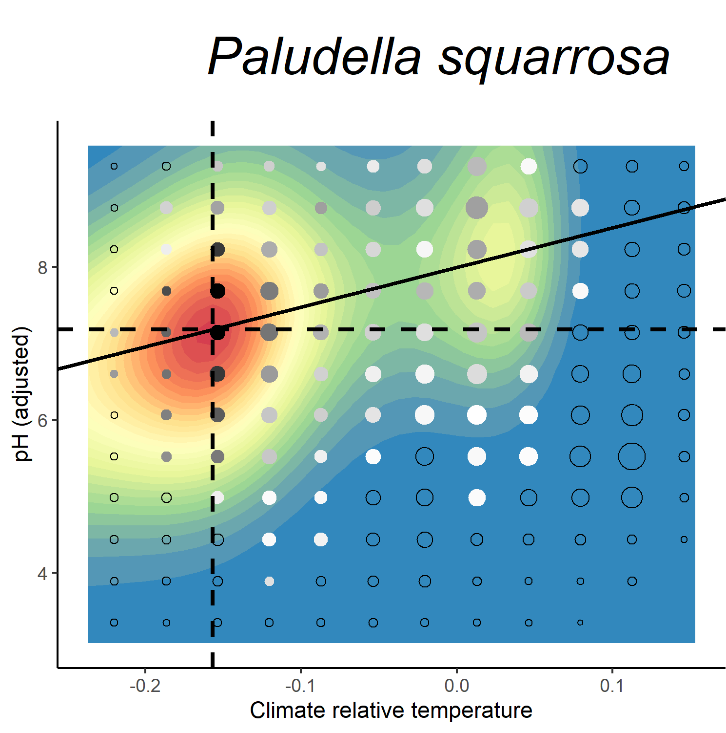 Paludella squarrosa
pH (adjusted)
8
6
4
-0.2 -0.1 0.0 0.1
Climate relative temperature